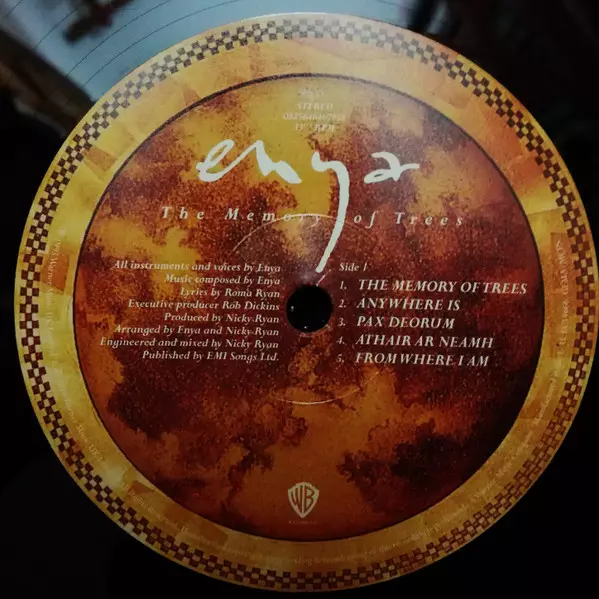 STEREO
enya
The Memory of Trees
All instruments and voices by Enya
Music composed by Enya
Lyrics by Roma Ryan
Executive producer Rob Dickins
Produced by Nicky Ryan
Arranged by Enya and Nicky Ryan
Engineered and mixed by Nicky Ryan
Published by EMI Songs Ltd.
Side 1
1. THE MEMORY OF TREES
2. ANYWHERE IS
3. PAX DEORUM
4. ATHAIR AR NEAMH
5. FROM WHERE I AM
WB